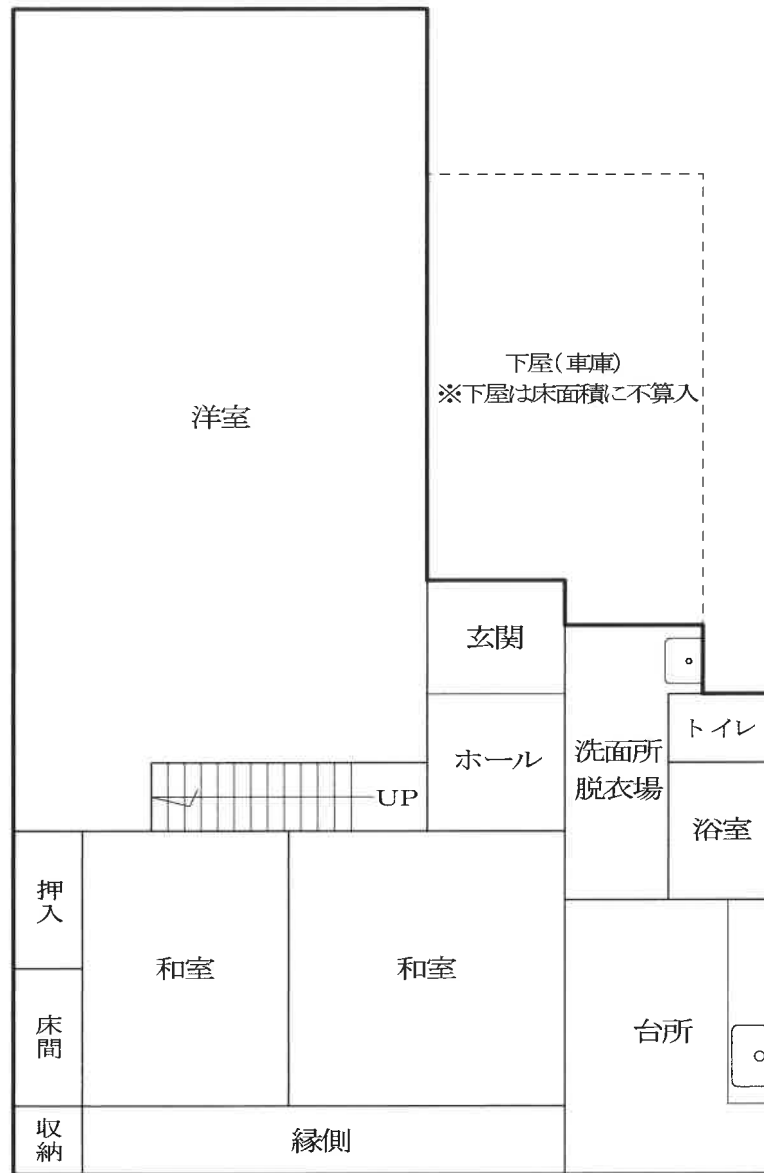 下屋(車庫)
※下屋は床面積に不算入
洋室
玄関
ホール
洗面所
脱衣場
トイレ
UP
浴室
押入
和室
和室
床間
台所
収納
縁側